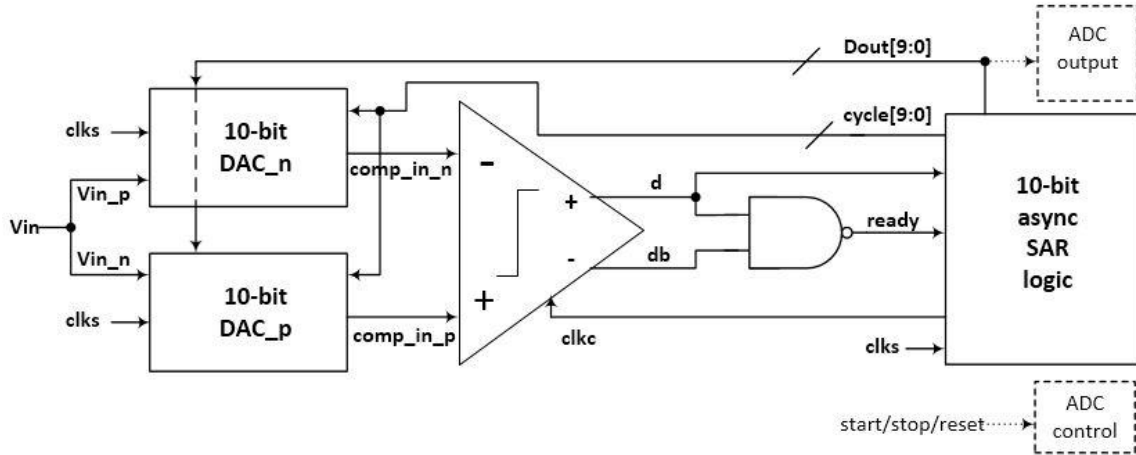 Dout[9:0]
ADC
output
clks
10-bit
DAC_n
cycle[9:0]
comp_in_n
-
Vin_p
+
d
ready
10-bit
async
SAR
logic
Vin
Vin_n
-
db
clks
10-bit
DAC_p
+
comp_in_p
clkc
clks
start/stop/reset
ADC
control